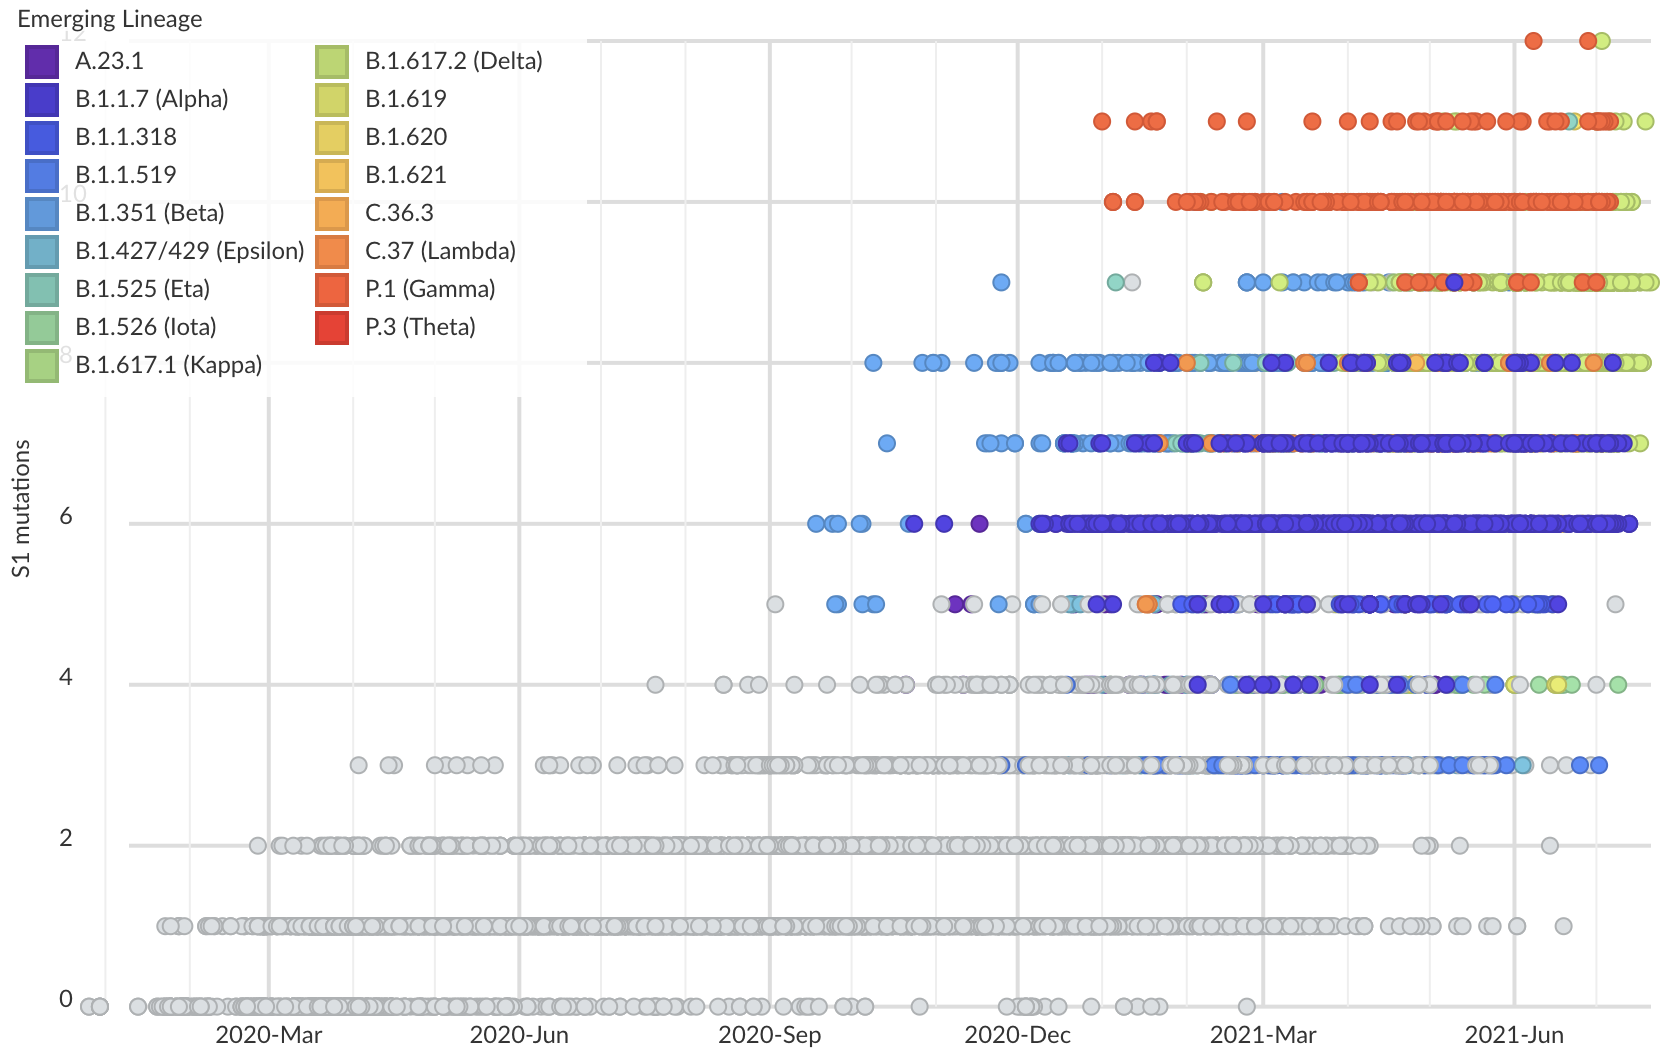 Emerging Lineage
12
A.23.1
B.1.1.7 (Alpha)
B.1.1.318
B.1.1.519
10
B.1.351 (Beta)
B.1.427/429 (Epsilon)
B.1.525 (Eta)
B.1.526 (Iota)
8
B.1.617.1 (Kappa)
B.1.617.2 (Delta)
B.1.619
B.1.620
B.1.621
C.36.3
C.37 (Lambda)
P.1 (Gamma)
P.3 (Theta)
S1 mutations
6
4
2
0
2020-Mar
2020-Jun
2020-Sep
2020-Dec
2021-Mar
2021-Jun